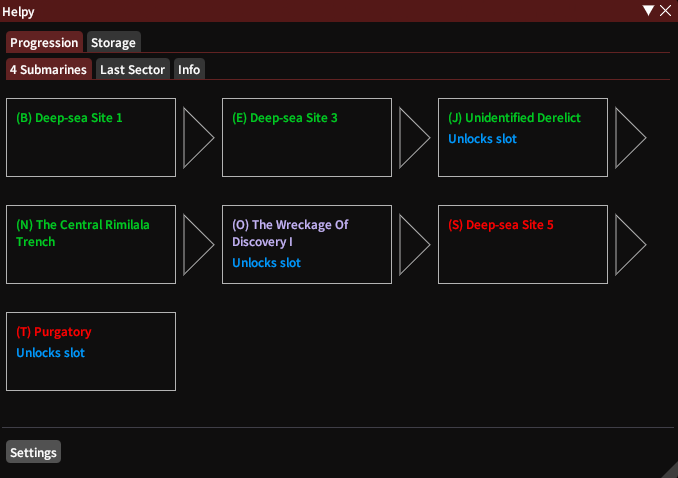 Helpy
Progression Storage
4 Submarines Last Sector Info
(B) Deep-sea Site 1
(E) Deep-sea Site 3
(J) Unidentified Derelict
Unlocks slot
(N) The Central Rimilala
Trench
(O) The Wreckage Of
Discovery I
Unlocks slot
(S) Deep-sea Site 5
(T) Purgatory
Unlocks slot
Settings